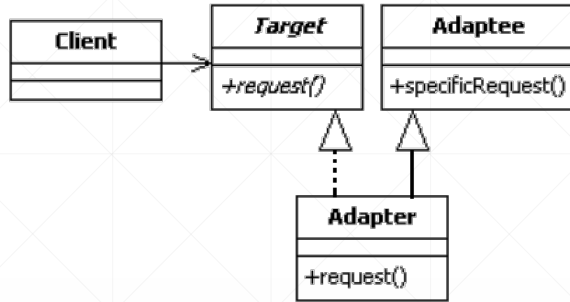 Client
Target
+request()
Adaptee
+specificRequest()
Adapter
+request()